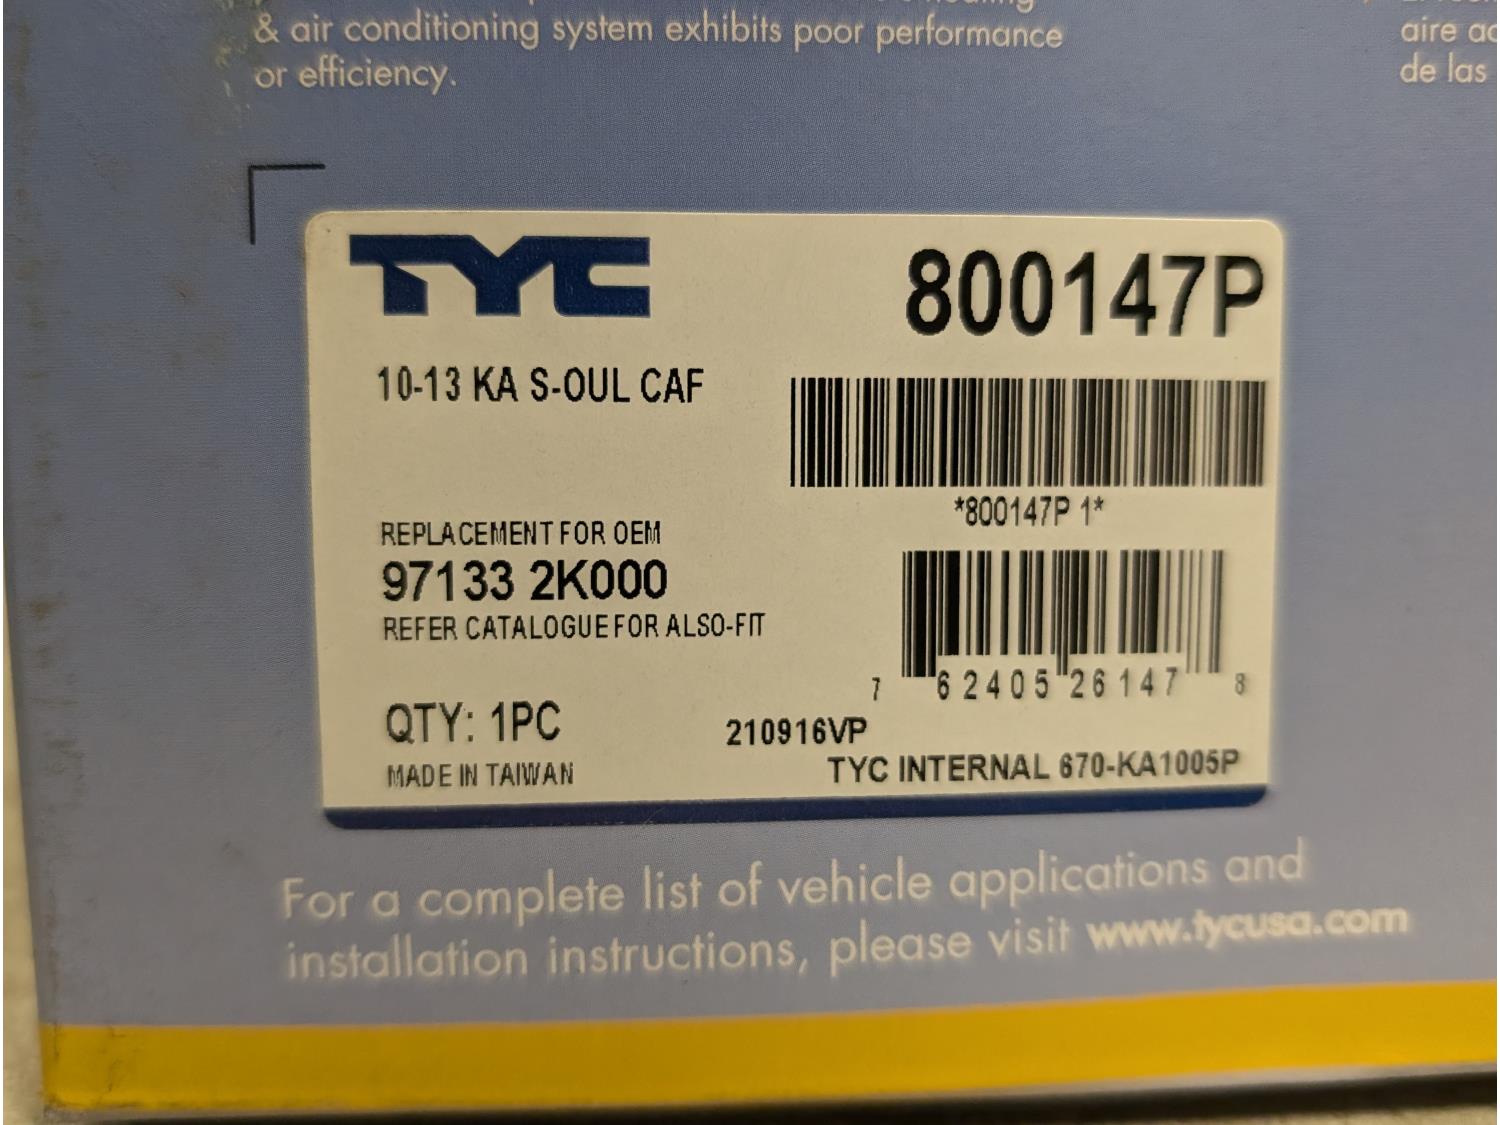 & air conditioning system exhibits poor performance
or efficiency.
aire
de las
TYC
800147P
10-13 KA S-OUL CAF
*800147P 1*
REPLACEMENT FOR OEM
97133 2K000
REFER CATALOGUE FOR ALSO-FIT
7 62405 26147 8
QTY: 1PC
210916VP
MADE IN TAIWAN
TYC INTERNAL 670-KA1005P
For a complete list of vehicle applications and
installation instructions, please visit www.tycusa.com